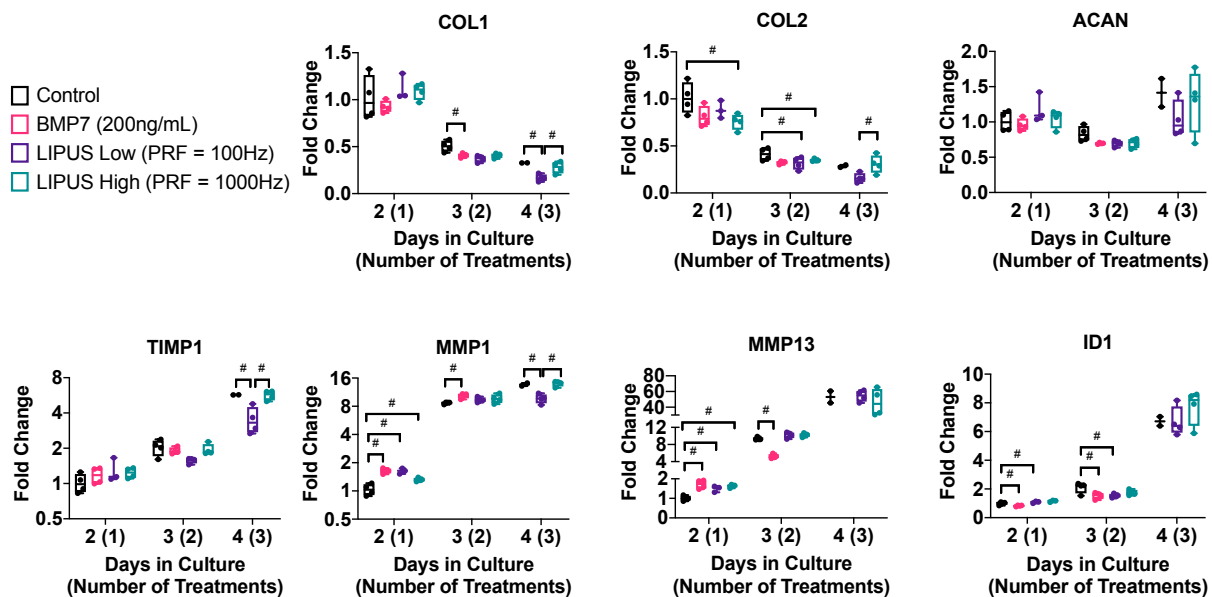 COL1
COL2
ACAN
Control
BMP7 (200ng/mL)
LIPUS Low (PRF = 100Hz)
LIPUS High (PRF = 1000Hz)
Fold Change
1.5
1.0
0.5
0.0
#
#
#
2 (1)
3 (2)
4 (3)
Days in Culture
(Number of Treatments)
Fold Change
1.5
1.0
0.5
0.0
#
#
#
#
2 (1)
3 (2)
4 (3)
Days in Culture
(Number of Treatments)
Fold Change
2.0
1.5
1.0
0.5
0.0
2 (1)
3 (2)
4 (3)
Days in Culture
(Number of Treatments)
TIMP1
Fold Change
8
4
2
1
0.5
#
#
2 (1)
3 (2)
4 (3)
Days in Culture
(Number of Treatments)
MMP1
Fold Change
16
8
4
2
1
0.5
#
#
#
#
#
#
2 (1)
3 (2)
4 (3)
Days in Culture
(Number of Treatments)
MMP13
Fold Change
80
60
40
16
12
8
4
2
1
0
#
#
#
#
2 (1)
3 (2)
4 (3)
Days in Culture
(Number of Treatments)
ID1
Fold Change
10
8
6
4
2
0
#
#
#
#
2 (1)
3 (2)
4 (3)
Days in Culture
(Number of Treatments)